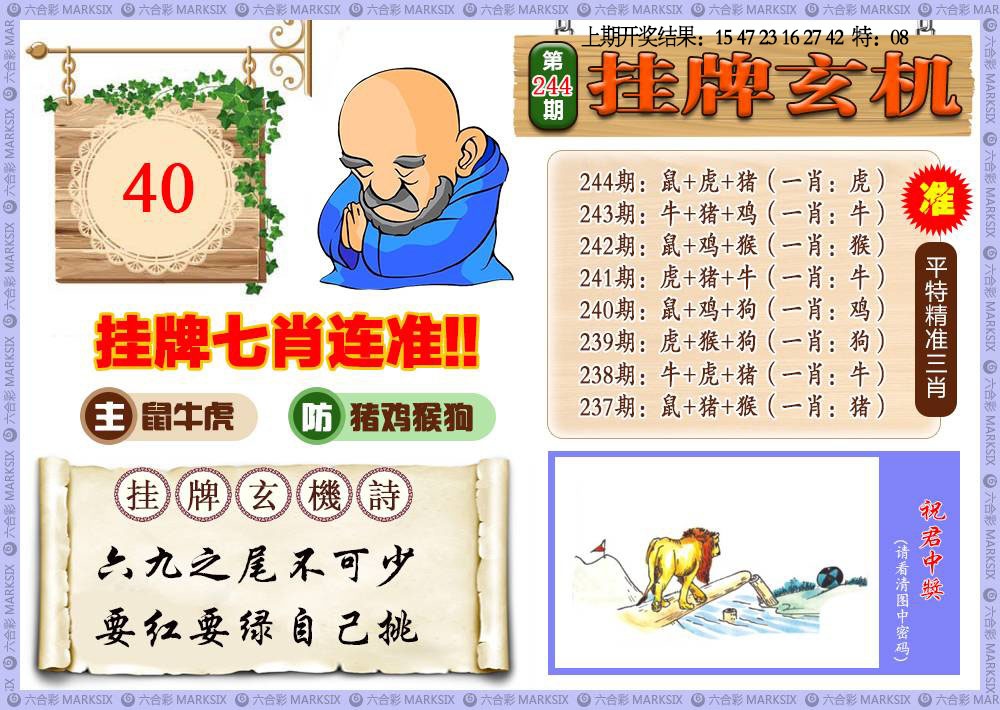 六合彩 MARKSIX
上期开奖结果：15 47 23 16 27 42 特：08
第244期
挂牌玄机
40
244期：鼠+虎+猪（一肖：虎）
243期：牛+猪+鸡（一肖：牛）
242期：鼠+鸡+猴（一肖：猴）
241期：虎+猪+牛（一肖：牛）
240期：鼠+鸡+狗（一肖：鸡）
239期：虎+猴+狗（一肖：狗）
238期：牛+虎+猪（一肖：牛）
237期：鼠+猪+猴（一肖：猪）
准
平特精准三肖
挂牌七肖连准!!
主 鼠牛虎
防 猪鸡猴狗
挂牌玄機詩
六九之尾不可少
要红要绿自己挑
祝君中奖
（请看清图中密码）